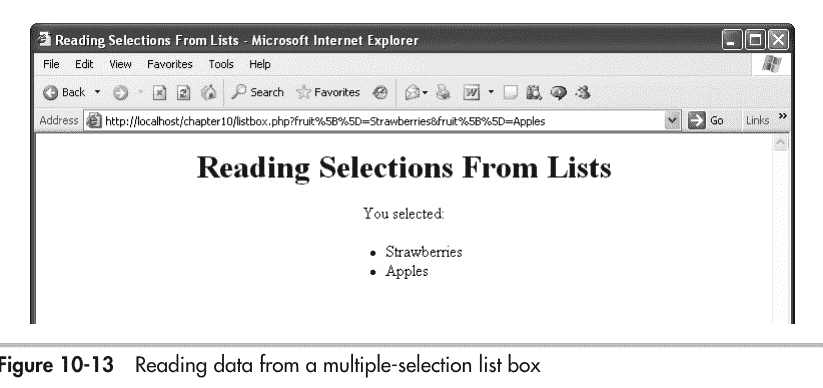 Reading Selections From Lists - Microsoft Internet Explorer
File Edit View Favorites Tools Help
Back Search Favorites
Address http://localhost/chapter10/listbox.php?fruit%5B%5D=Strawberries&fruit%5B%5D=Apples Go Links »
Reading Selections From Lists
You selected:
• Strawberries
• Apples
Figure 10-13 Reading data from a multiple-selection list box